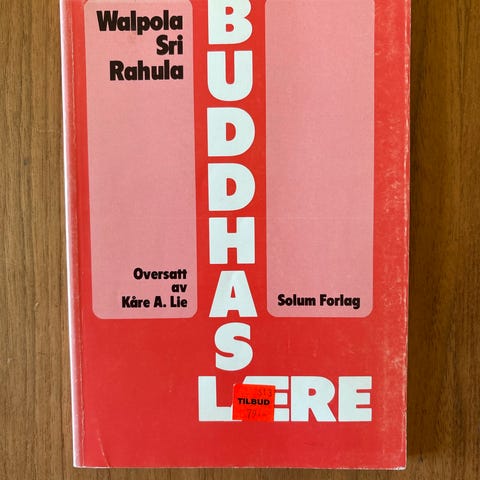 Walpola
Sri
Rahula
BUDDHAS
LÆRE
Oversatt
av
Kåre A. Lie
Solum Forlag
TILBUD